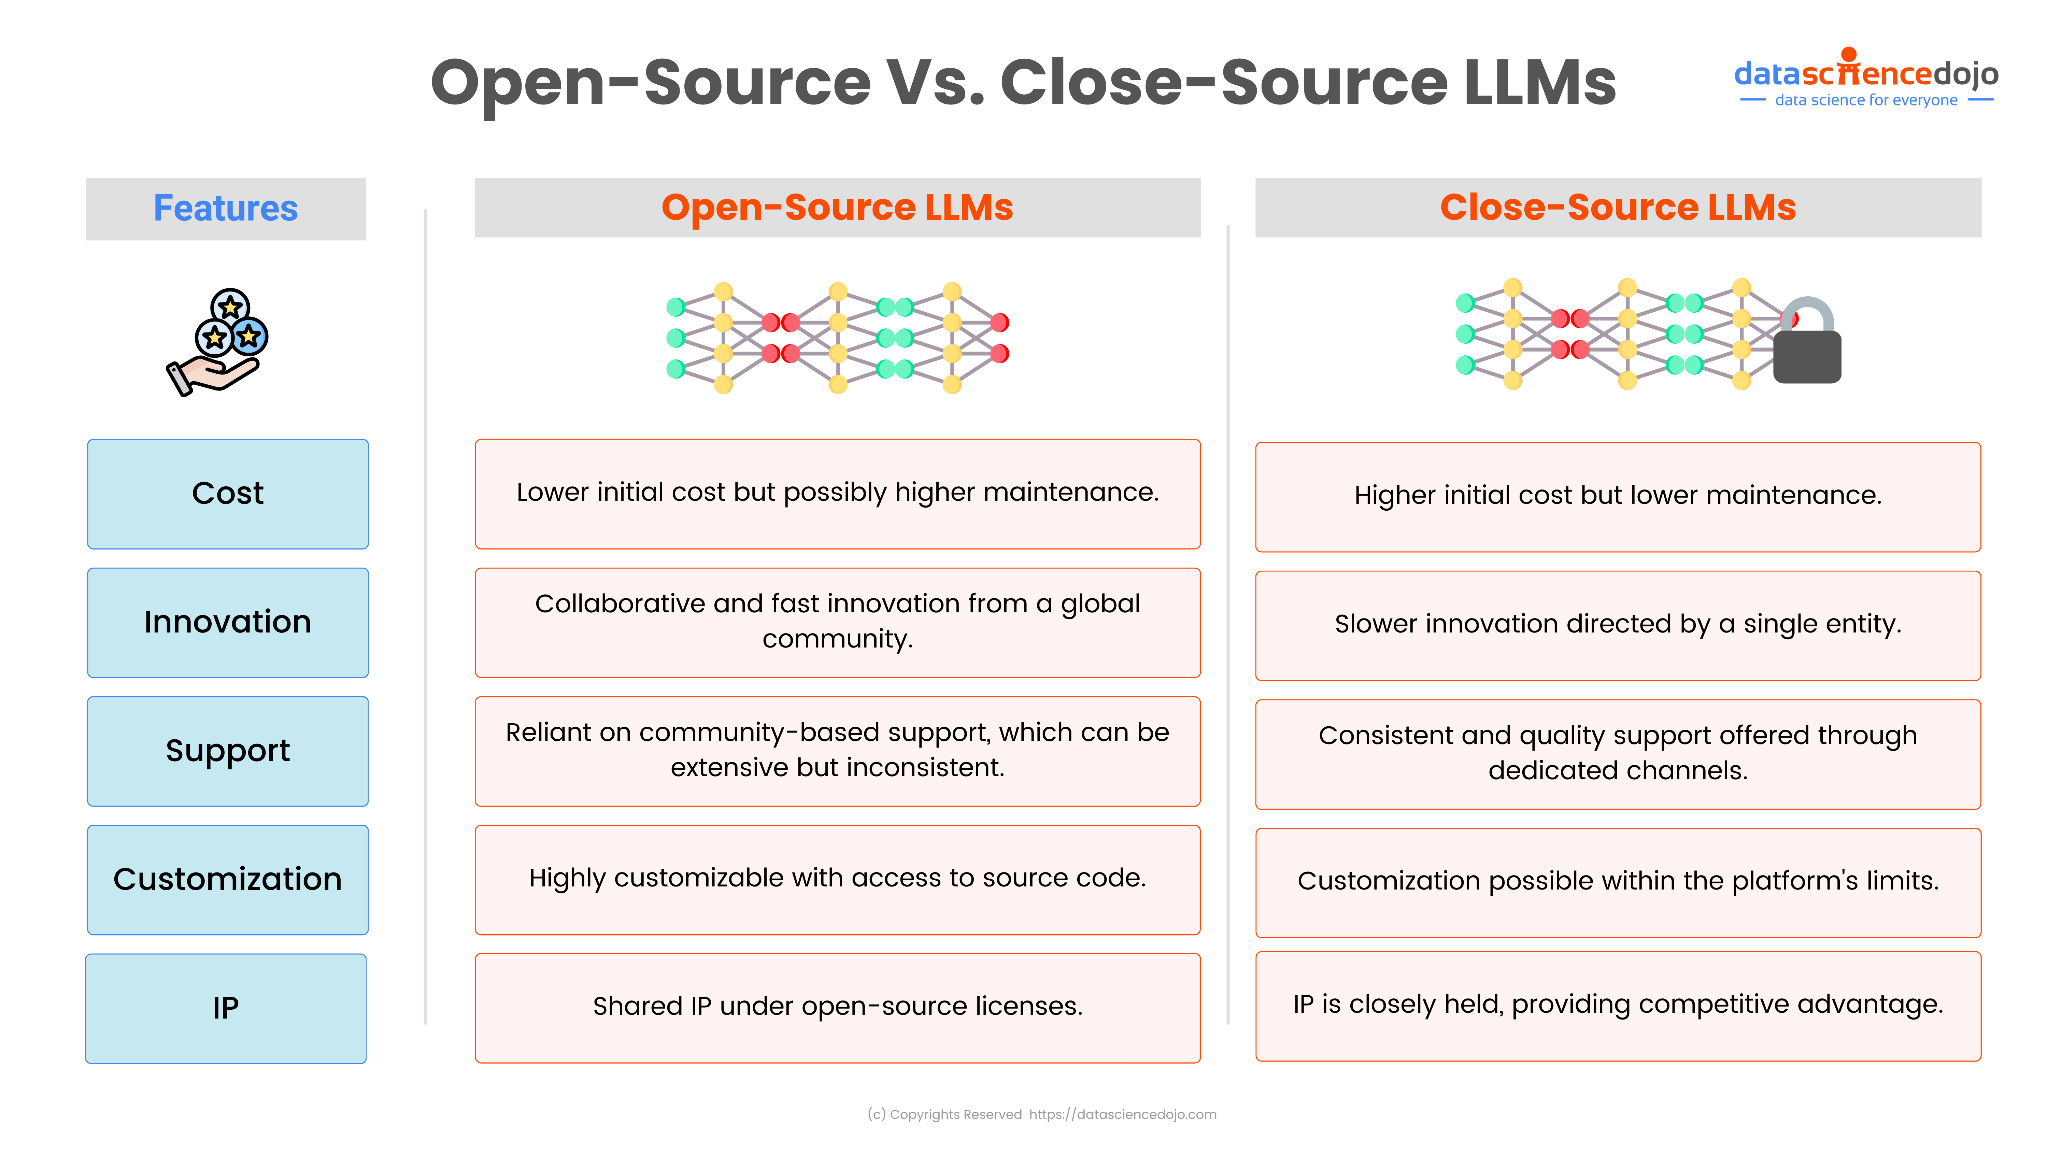 Open-Source Vs. Close-Source LLMs
datasciencedojo
data science for everyone
Features
Open-Source LLMs
Close-Source LLMs
Cost
Lower initial cost but possibly higher maintenance.
Higher initial cost but lower maintenance.
Innovation
Collaborative and fast innovation from a global
community.
Slower innovation directed by a single entity.
Support
Reliant on community-based support, which can be
extensive but inconsistent.
Consistent and quality support offered through
dedicated channels.
Customization
Highly customizable with access to source code.
Customization possible within the platform's limits.
IP
Shared IP under open-source licenses.
IP is closely held, providing competitive advantage.
(c) Copyrights Reserved https://datasciencedojo.com